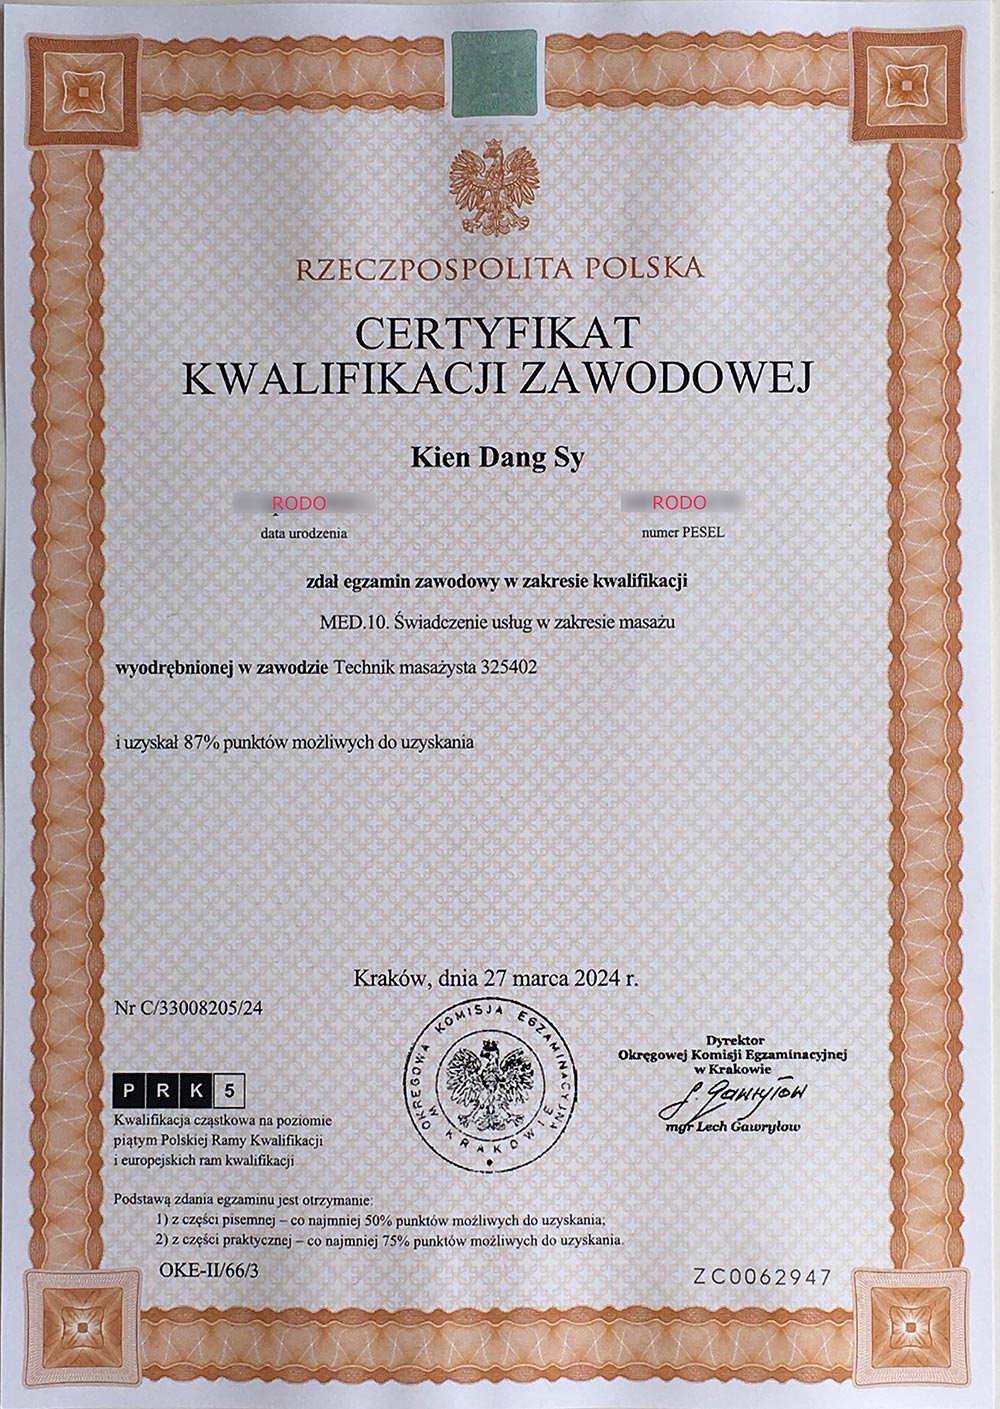 RZECZPOSPOLITA POLSKA
CERTYFIKAT
KWALIFIKACJI ZAWODOWEJ
Kien Dang Sy
RODO
RODO
data urodzenia
numer PESEL
zdał egzamin zawodowy w zakresie kwalifikacji
MED.10. Świadczenie usług w zakresie masażu
wyodrębnionej w zawodzie Technik masażysta 325402
i uzyskał 87% punktów możliwych do uzyskania
Kraków, dnia 27 marca 2024 r.
Nr C/33008205/24
OKRĘGOWA KOMISJA EGZAMINACYJNA
W KRAKOWIE
Dyrektor
Okręgowej Komisji Egzaminacyjnej
w Krakowie
L. Gawryłow
mgr Lech Gawryłow
PRK5
Kwalifikacja cząstkowa na poziomie
piątym Polskiej Ramy Kwalifikacji
i europejskich ram kwalifikacji
Podstawą zdania egzaminu jest otrzymanie:
1) z części pisemnej – co najmniej 50% punktów możliwych do uzyskania;
2) z części praktycznej – co najmniej 75% punktów możliwych do uzyskania.
OKE-II/66/3
ZC0062947